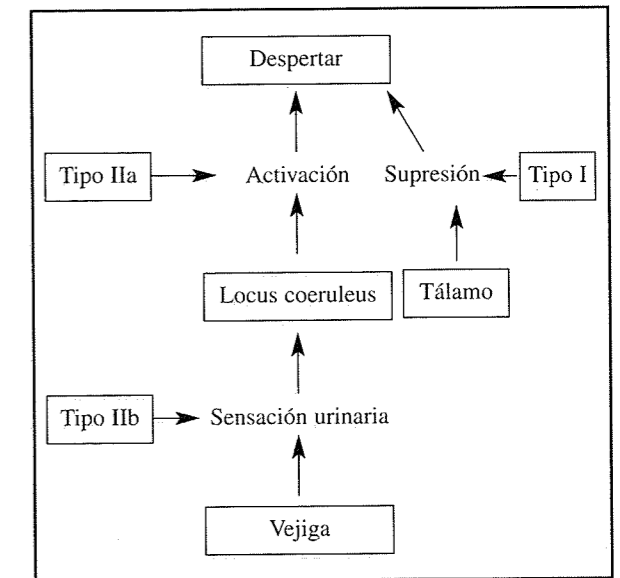 Despertar
Tipo IIa
Activación
Supresión
Tipo I
Locus coeruleus
Tálamo
Tipo IIb
Sensación urinaria
Vejiga